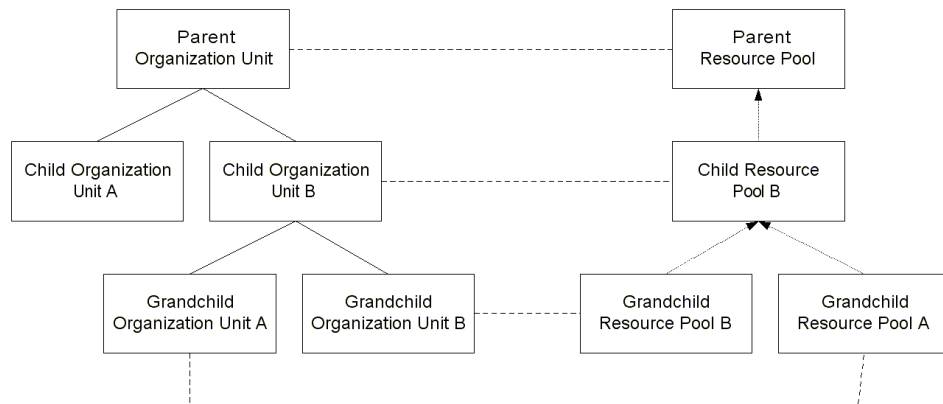 Parent
Organization Unit
Parent
Resource Pool
Child Organization
Unit A
Child Organization
Unit B
Child Resource
Pool B
Grandchild
Organization Unit A
Grandchild
Organization Unit B
Grandchild
Resource Pool B
Grandchild
Resource Pool A